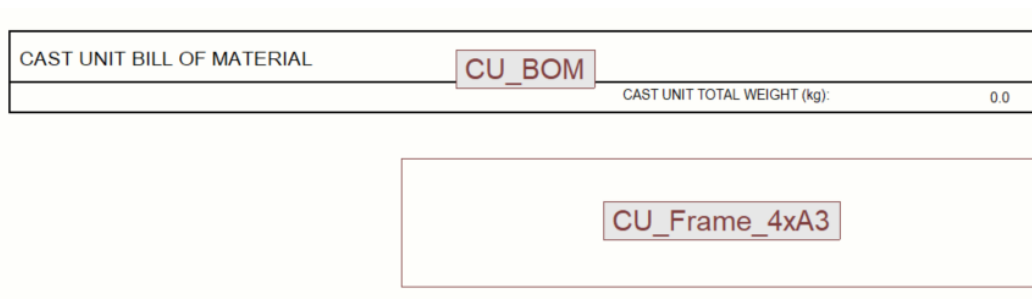 CAST UNIT BILL OF MATERIAL
CU_BOM
CAST UNIT TOTAL WEIGHT (kg): 0.0
CU_Frame_4xA3